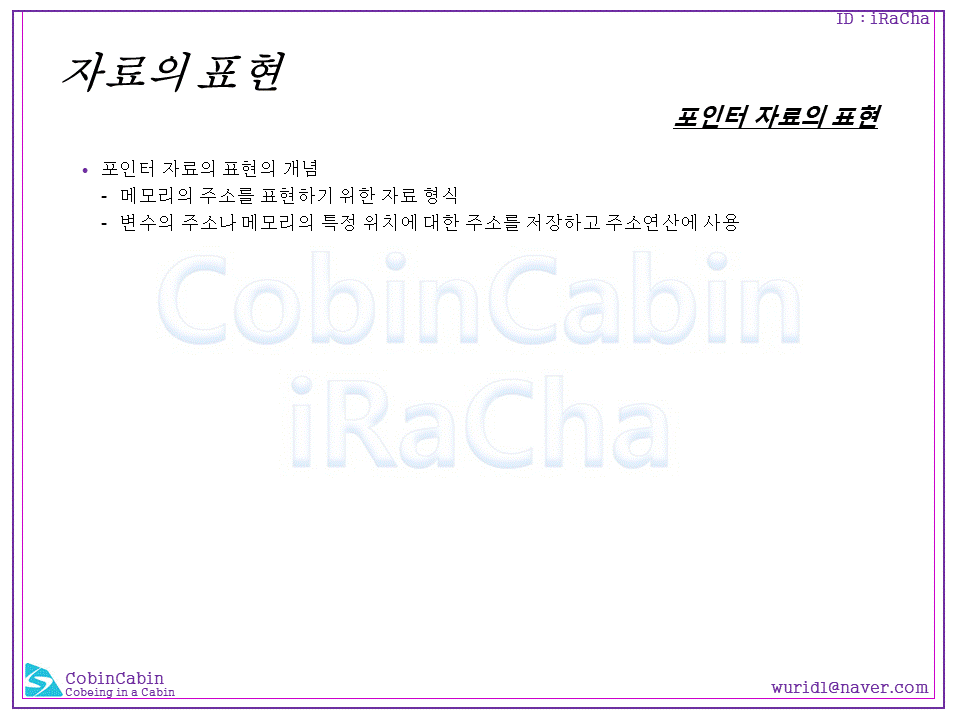 ID : iRaCha
자료의 표현
포인터 자료의 표현
• 포인터 자료의 표현의 개념
- 메모리의 주소를 표현하기 위한 자료 형식
- 변수의 주소나 메모리의 특정 위치에 대한 주소를 저장하고 주소연산에 사용
CobinCabin
iRaCha
CobinCabin
Cobeing in a Cabin
wurid1@naver.com